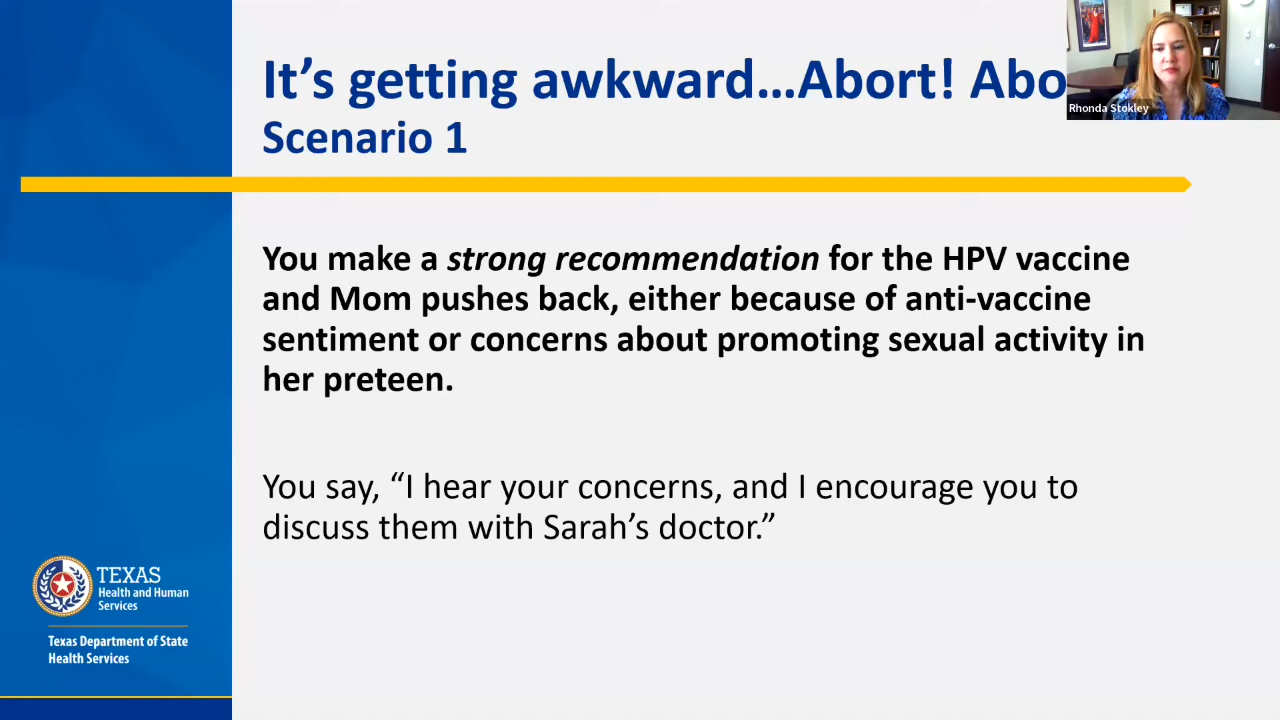 It’s getting awkward…Abort! Abo
Scenario 1
Rhonda Stokley
You make a strong recommendation for the HPV vaccine
and Mom pushes back, either because of anti-vaccine
sentiment or concerns about promoting sexual activity in
her preteen.
You say, “I hear your concerns, and I encourage you to
discuss them with Sarah’s doctor.”
TEXAS
Health and Human
Services
Texas Department of State
Health Services